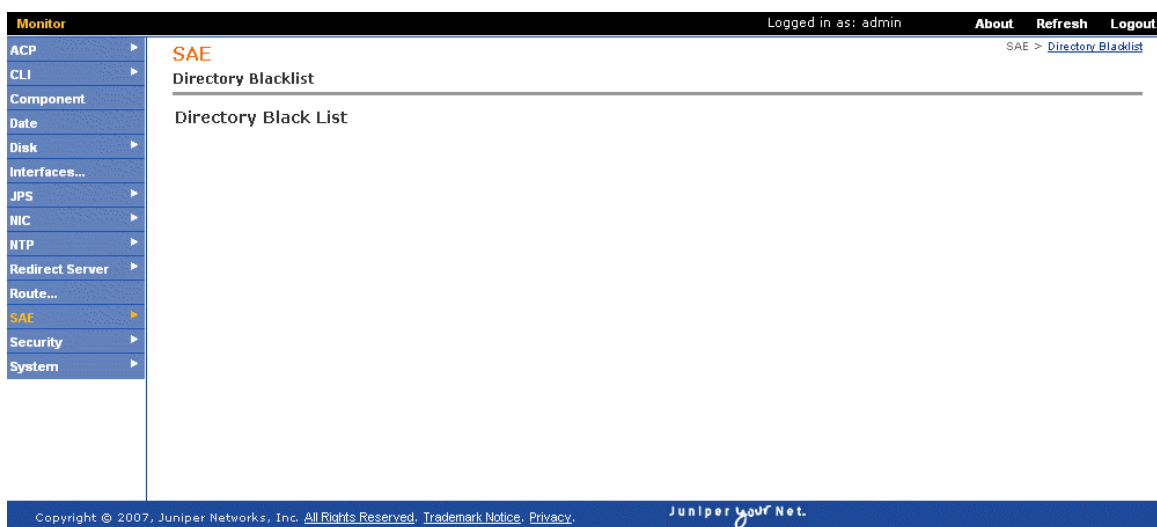 Monitor
Logged in as: admin About Refresh Logout
SAE > Directory Blacklist
ACP
CLI
Component
Date
Disk
Interfaces...
JPS
NIC
NTP
Redirect Server
Route...
SAE
Security
System
SAE
Directory Blacklist
Directory Black List
Copyright © 2007, Juniper Networks, Inc. All Rights Reserved. Trademark Notice. Privacy.
Juniper your Net.